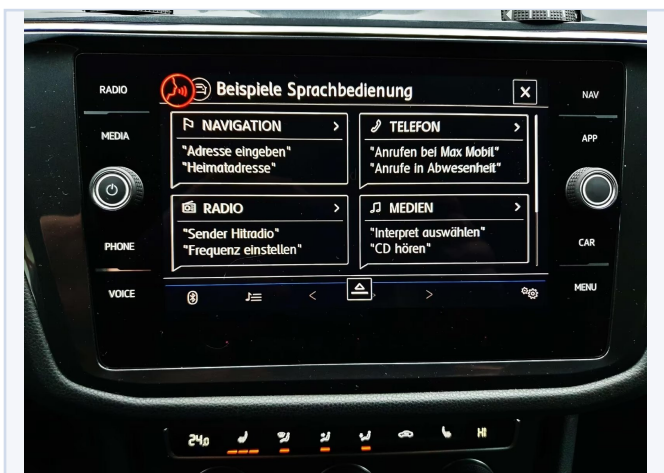 RADIO
MEDIA
PHONE
VOICE
Beispiele Sprachbedienung
X
NAVIGATION >
"Adresse eingeben"
"Heimatadresse"
TELEFON >
"Anrufen bei Max Mobil"
"Anrufe in Abwesenheit"
RADIO >
"Sender Hitradio"
"Frequenz einstellen"
MEDIEN >
"Interpret auswählen"
"CD hören"
< >
NAV
APP
CAR
MENU
24,0
HI